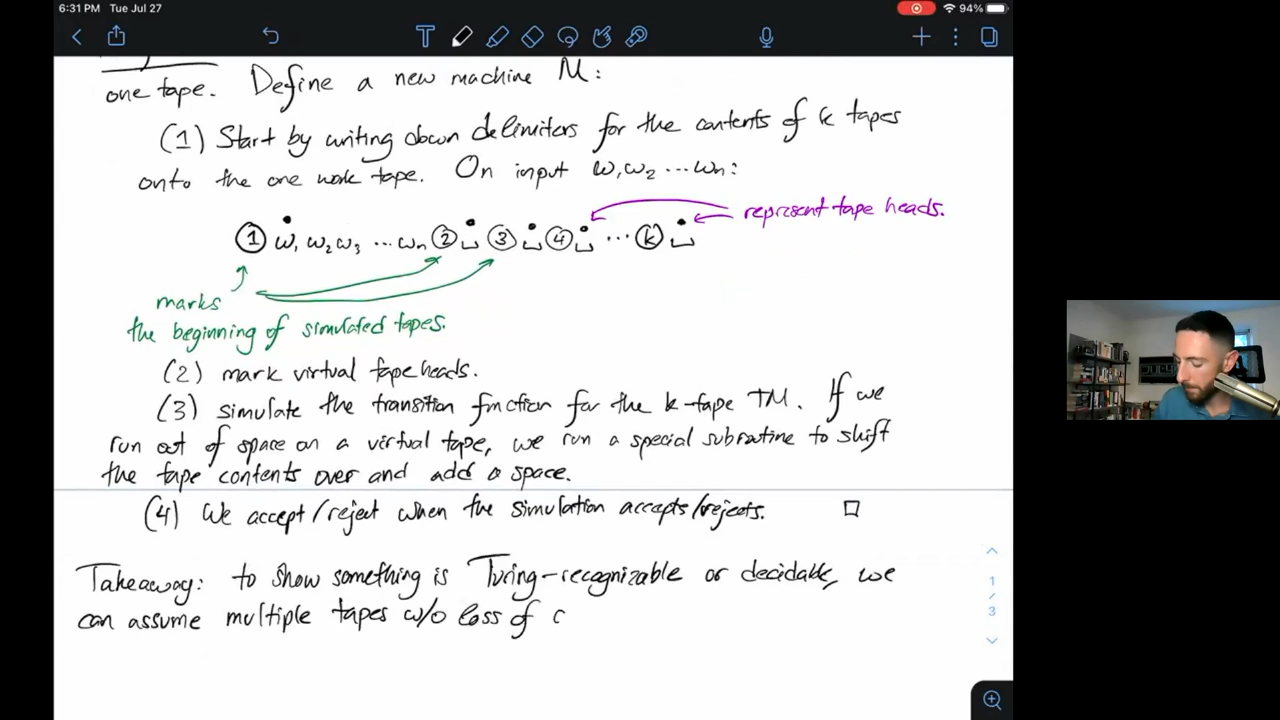 6:31 PM Tue Jul 27
94%
one tape. Define a new machine M:
(1) Start by writing down delimiters for the contents of k tapes
onto the one work tape. On input w1w2 ... wn:
represent tape heads.
① w1 w2 w3 ... wn ② ⊔ ③ ⊔ ④ ⊔ ... ⓚ ⊔
marks
the beginning of simulated tapes.
(2) mark virtual tape heads.
(3) simulate the transition function for the k-tape TM. If we
run out of space on a virtual tape, we run a special subroutine to shift
the tape contents over and add a space.
(4) We accept/reject when the simulation accepts/rejects. □
Takeaway: to show something is Turing-recognizable or decidable, we
can assume multiple tapes w/o loss of
1
/
3